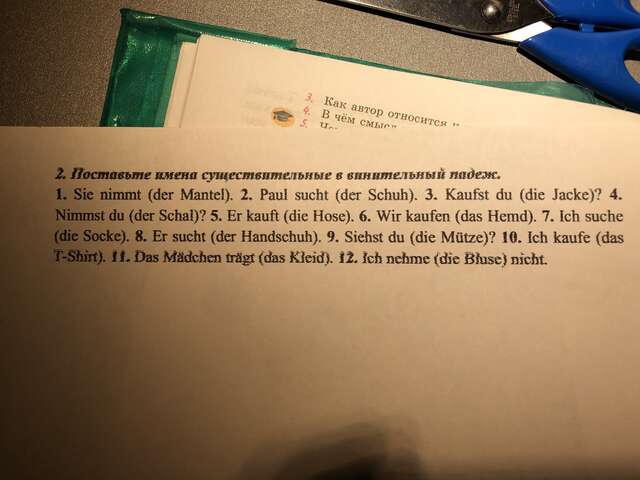 3. Как автор относится
4. В чём смысл
5.
2. Поставьте имена существительные в винительный падеж.
1. Sie nimmt (der Mantel). 2. Paul sucht (der Schuh). 3. Kaufst du (die Jacke)? 4.
Nimmst du (der Schal)? 5. Er kauft (die Hose). 6. Wir kaufen (das Hemd). 7. Ich suche
(die Socke). 8. Er sucht (der Handschuh). 9. Siehst du (die Mütze)? 10. Ich kaufe (das
T-Shirt). 11. Das Mädchen trägt (das Kleid). 12. Ich nehme (die Bluse) nicht.